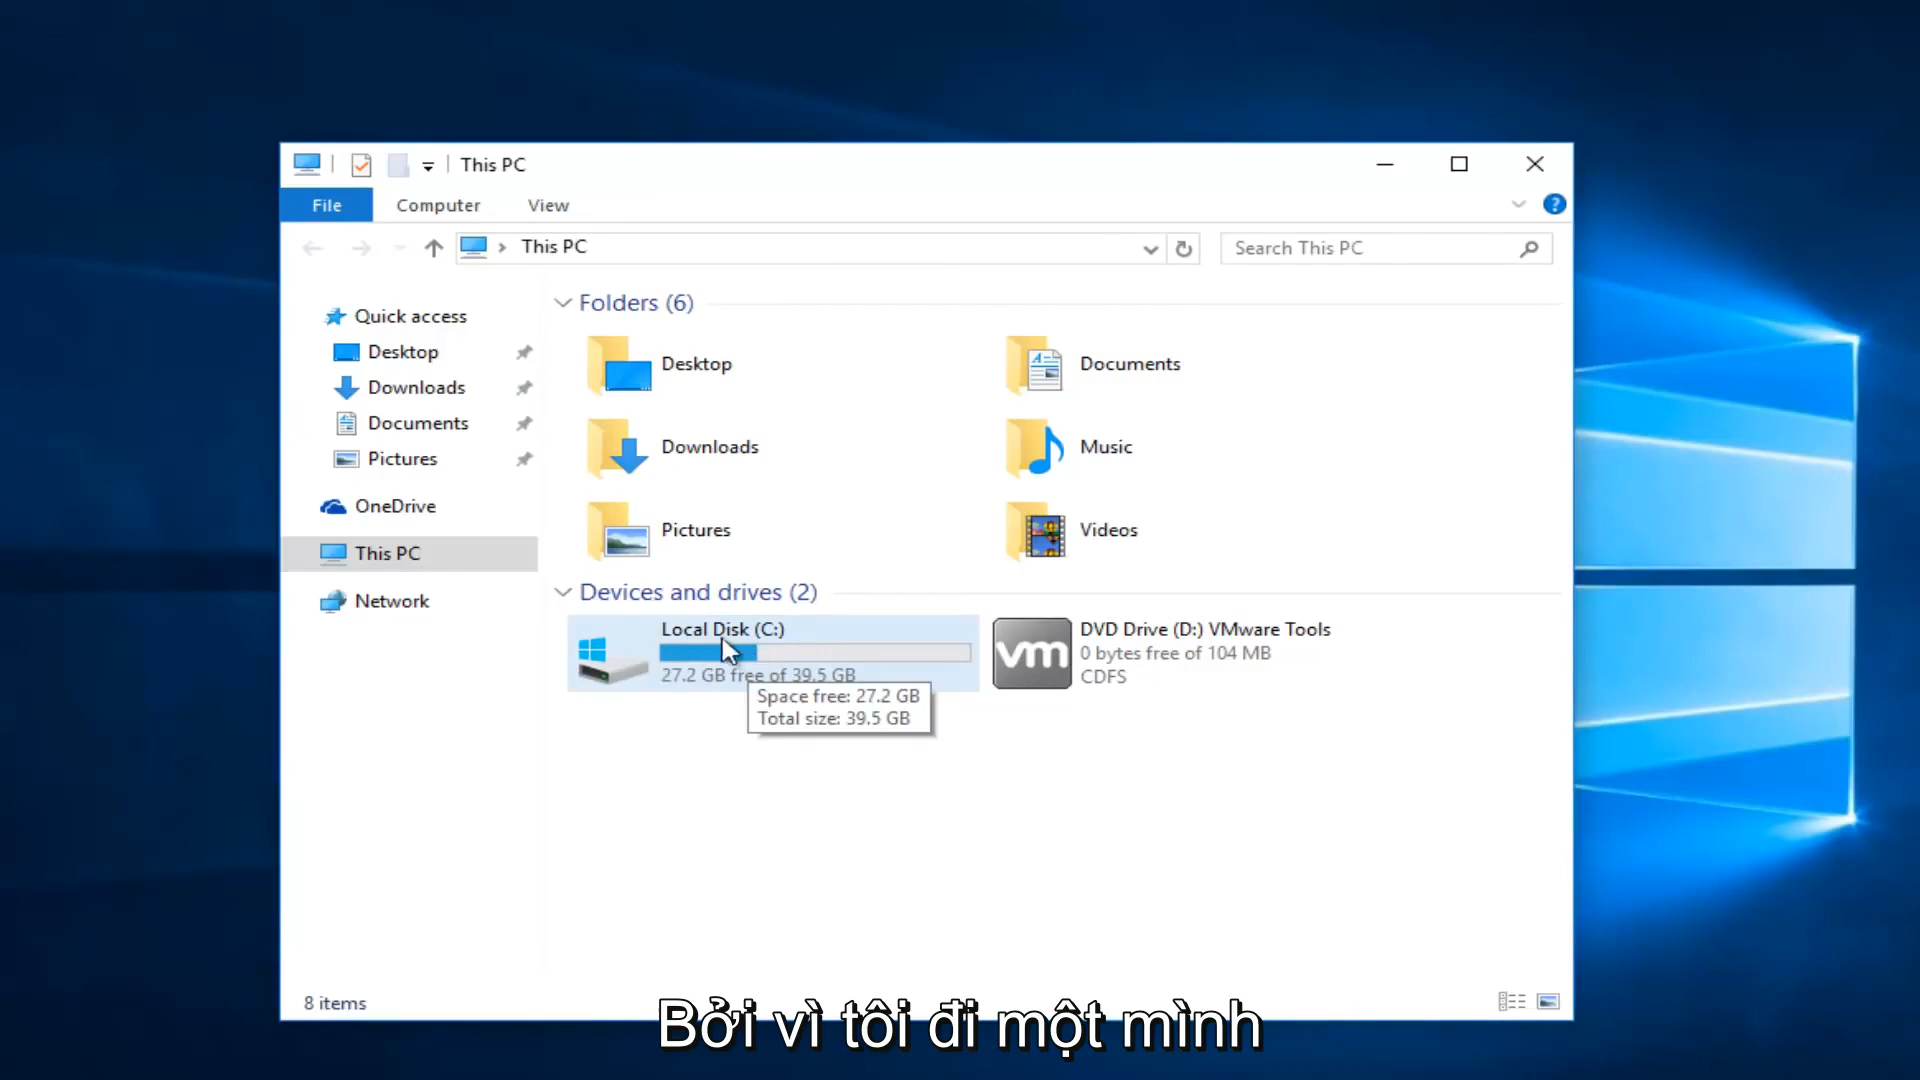 This PC
File Computer View
This PC
Search This PC
Quick access
Desktop
Downloads
Documents
Pictures
OneDrive
This PC
Network
Folders (6)
Desktop
Documents
Downloads
Music
Pictures
Videos
Devices and drives (2)
Local Disk (C:)
27.2 GB free of 39.5 GB
Space free: 27.2 GB
Total size: 39.5 GB
vm
DVD Drive (D:) VMware Tools
0 bytes free of 104 MB
CDFS
8 items
Bởi vì tôi đi một mình